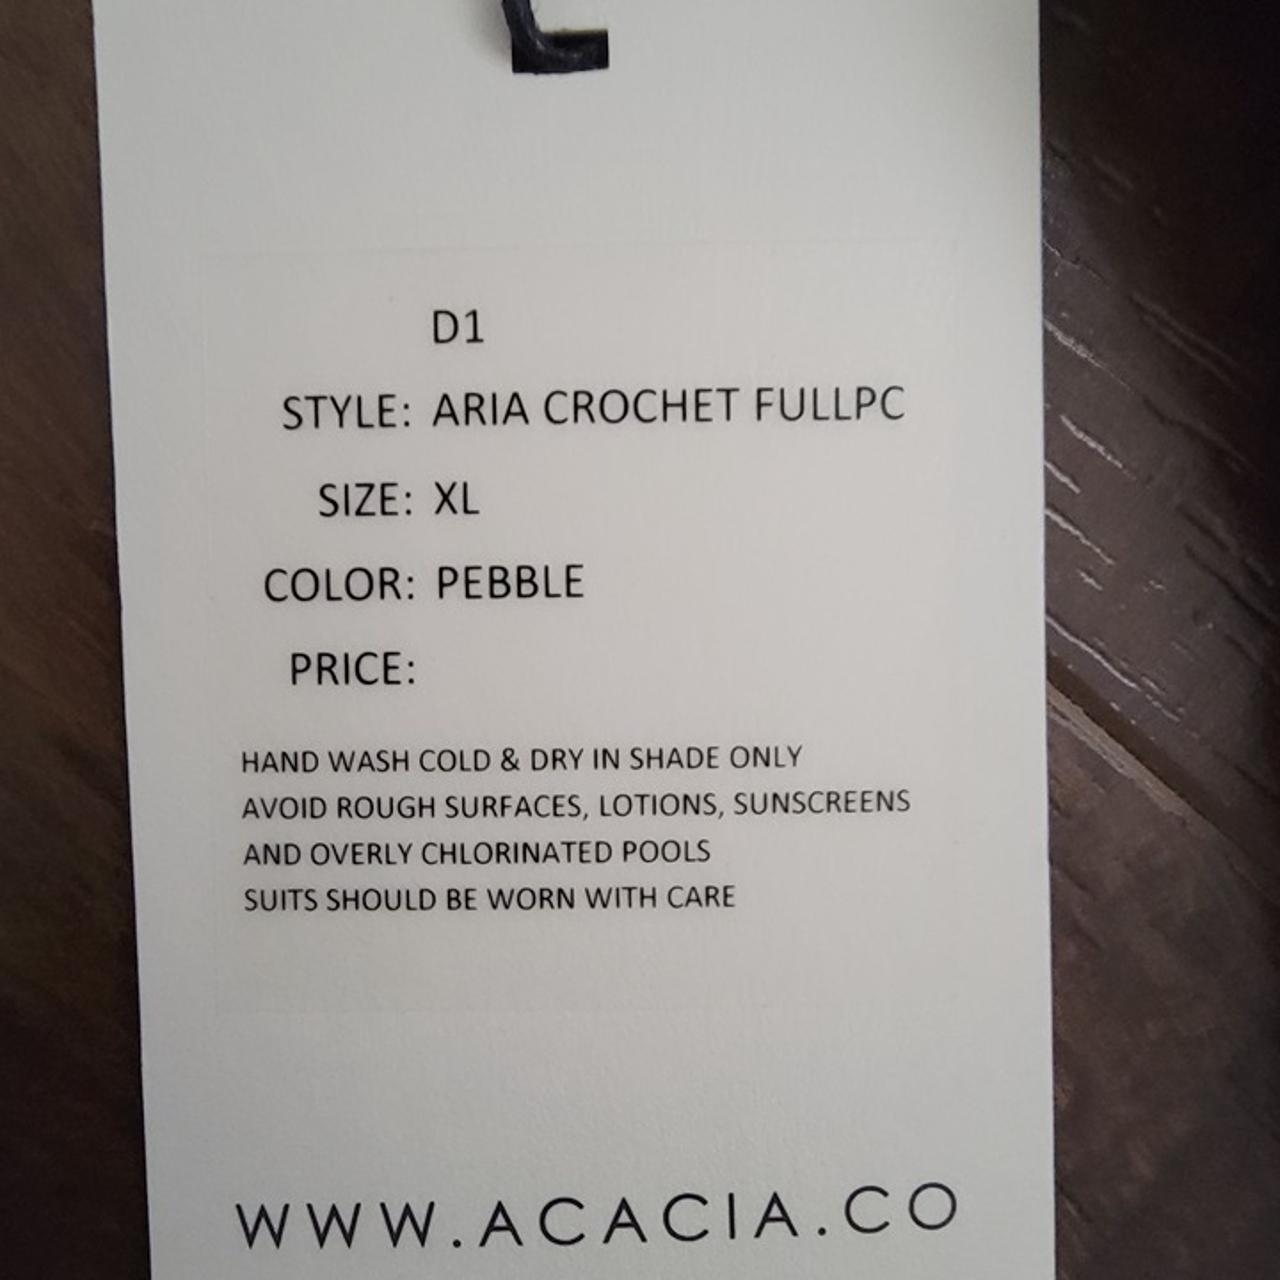 D1
STYLE: ARIA CROCHET FULLPC
SIZE: XL
COLOR: PEBBLE
PRICE:
HAND WASH COLD & DRY IN SHADE ONLY
AVOID ROUGH SURFACES, LOTIONS, SUNSCREENS
AND OVERLY CHLORINATED POOLS
SUITS SHOULD BE WORN WITH CARE
WWW.ACACIA.CO